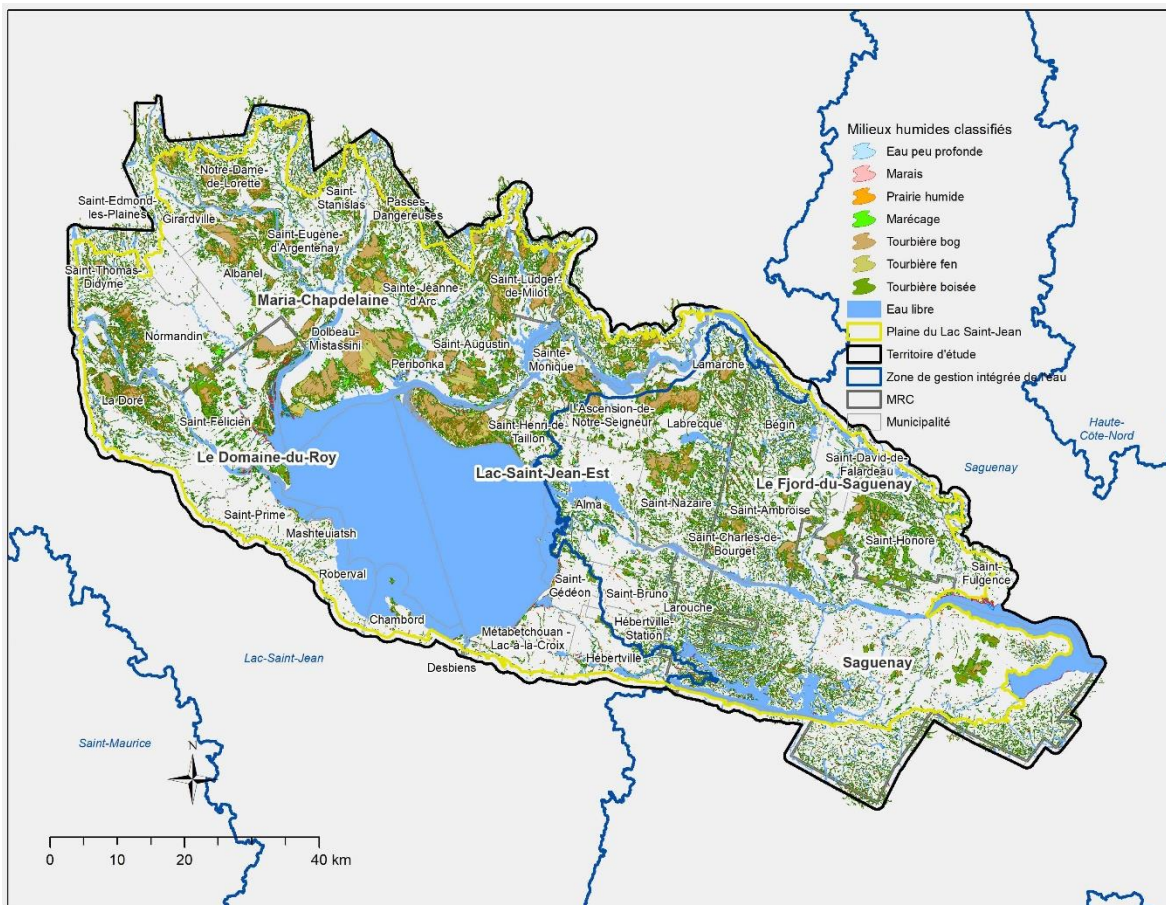 Milieux humides classifiés
Eau peu profonde
Marais
Prairie humide
Marécage
Tourbière bog
Tourbière fen
Tourbière boisée
Eau libre
Plaine du Lac Saint-Jean
Territoire d'étude
Zone de gestion intégrée de l'eau
MRC
Municipalité
Notre-Dame-
de-Lorette
Saint-
Stanislas
Passes-
Dangereuses
Saint-Edmond-
les-Plaines
Girardville
Saint-Eugène-
d'Argentenay
Saint-Thomas-
Didyme
Albanel
Sainte-Jeanne-
d'Arc
Saint-Ludger-
de-Milot
Maria-Chapdelaine
Normandin
Dolbeau-
Mistassini
Saint-Augustin
Péribonka
Sainte-
Monique
Lamarche
La Doré
Saint-Félicien
Saint-Henri-de-
Taillon
L'Ascension-de-
Notre-Seigneur
Labrecque
Bégin
Haute-
Côte-Nord
Saguenay
Le Domaine-du-Roy
Lac-Saint-Jean-Est
Saint-David-de-
Falardeau
Le Fjord-du-Saguenay
Saint-Prime
Alma
Saint-Nazaire
Saint-Ambroise
Mashteuiatsh
Saint-Charles-de-
Bourget
Saint-Honoré
Roberval
Saint-
Gédéon
Saint-Bruno
Larouche
Saint-
Fulgence
Chambord
Hébertville-
Station
Métabetchouan -
Lac-à-la-Croix
Hébertville
Desbiens
Saguenay
Lac-Saint-Jean
Saint-Maurice
N
0 10 20 40 km